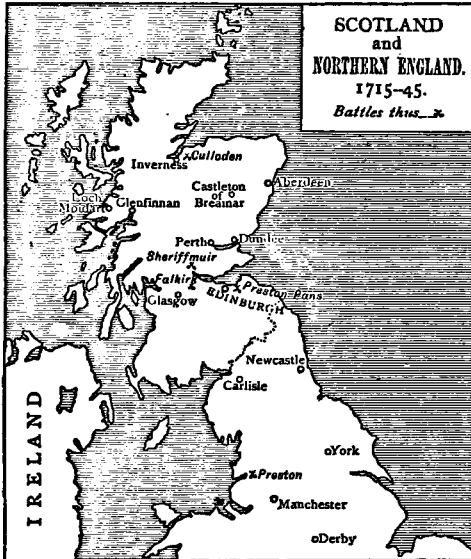 SCOTLAND
and
NORTHERN ENGLAND.
1715-45.
Battles thus
Culloden
Inverness
Castleton
of
Breamar
Aberdeen
Loch
Moidart
Glenfinnan
Perth
Dundee
Sheriffmuir
Falkirk
Preston Pans
EDINBURGH
Glasgow
Newcastle
Carlisle
IRELAND
York
Preston
Manchester
Derby